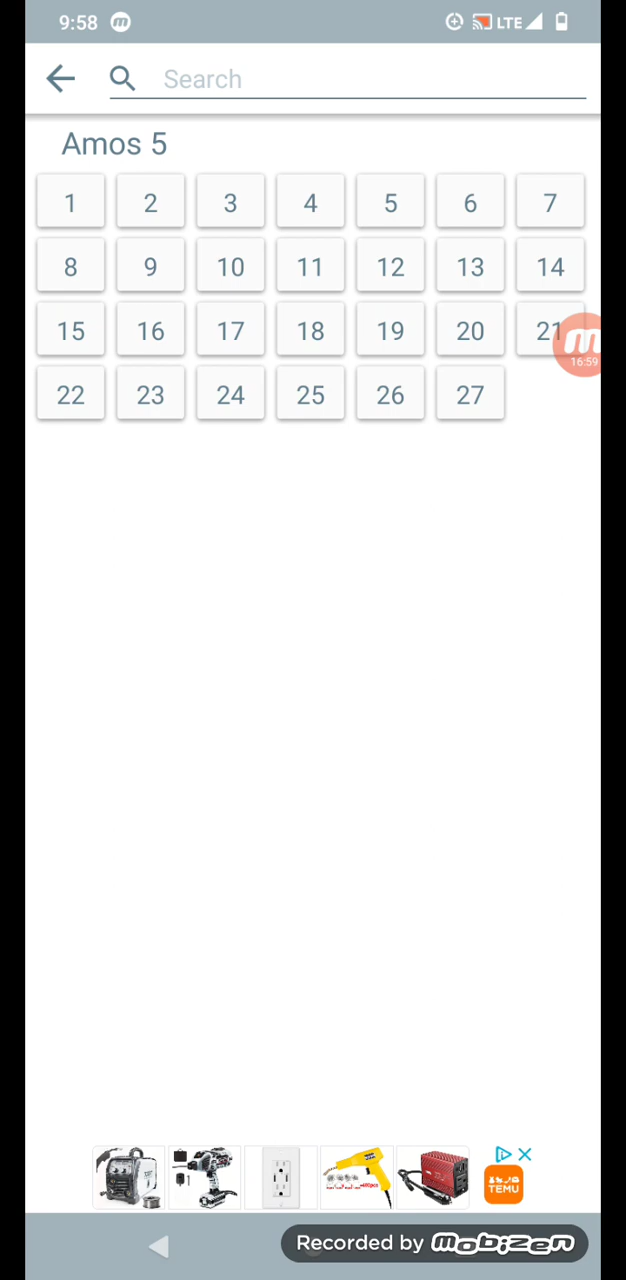 9:58 m LTE
Search
Amos 5
1 2 3 4 5 6 7
8 9 10 11 12 13 14
15 16 17 18 19 20 21
m
16:59
22 23 24 25 26 27
TEMU
Recorded by mobizen